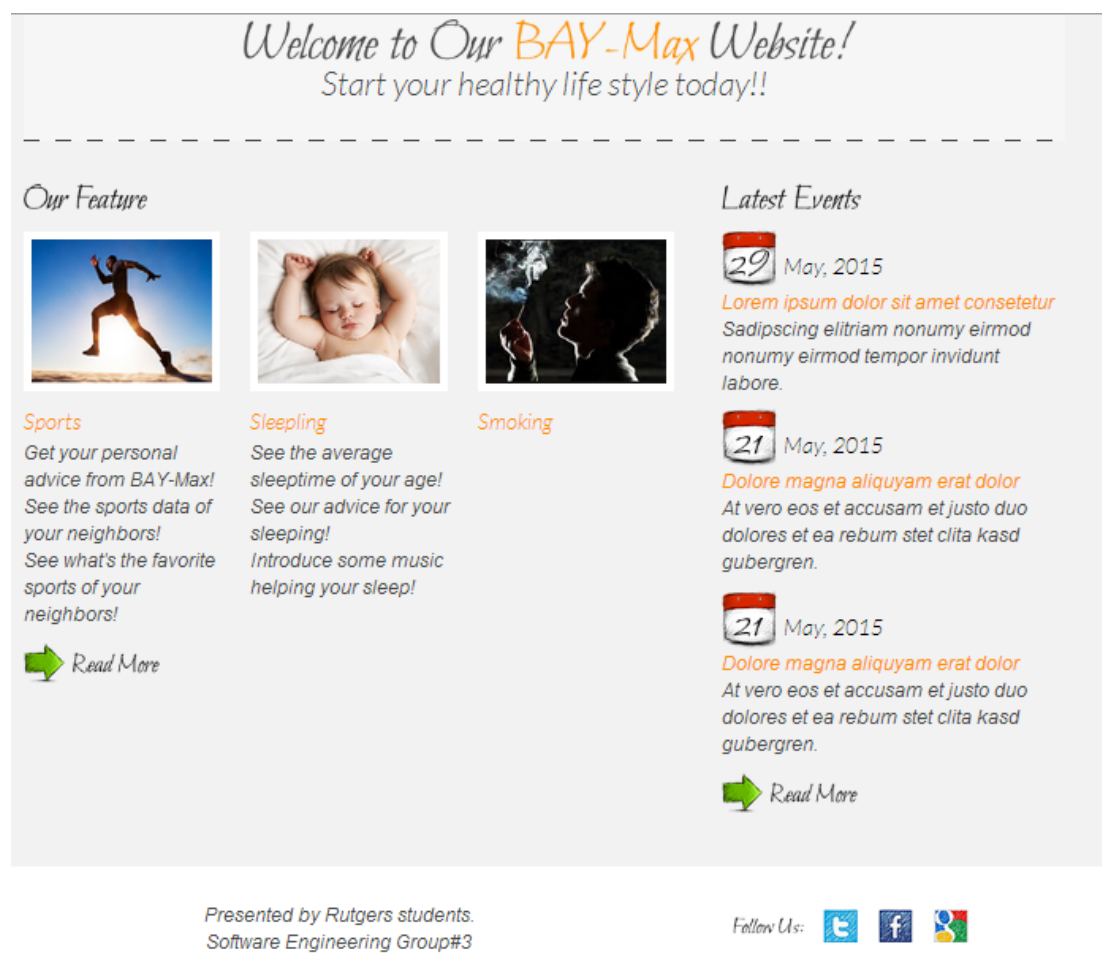 Welcome to Our BAY-Max Website!
Start your healthy life style today!!
Our Feature
Sports
Get your personal
advice from BAY-Max!
See the sports data of
your neighbors!
See what's the favorite
sports of your
neighbors!
Read More
Sleepling
See the average
sleeptime of your age!
See our advice for your
sleeping!
Introduce some music
helping your sleep!
Smoking
Latest Events
29 May, 2015
Lorem ipsum dolor sit amet consetetur
Sadipscing elitriam nonumy eirmod
nonumy eirmod tempor invidunt
labore.
21 May, 2015
Dolore magna aliquyam erat dolor
At vero eos et accusam et justo duo
dolores et ea rebum stet clita kasd
gubergren.
21 May, 2015
Dolore magna aliquyam erat dolor
At vero eos et accusam et justo duo
dolores et ea rebum stet clita kasd
gubergren.
Read More
Presented by Rutgers students.
Software Engineering Group#3
Follow Us: